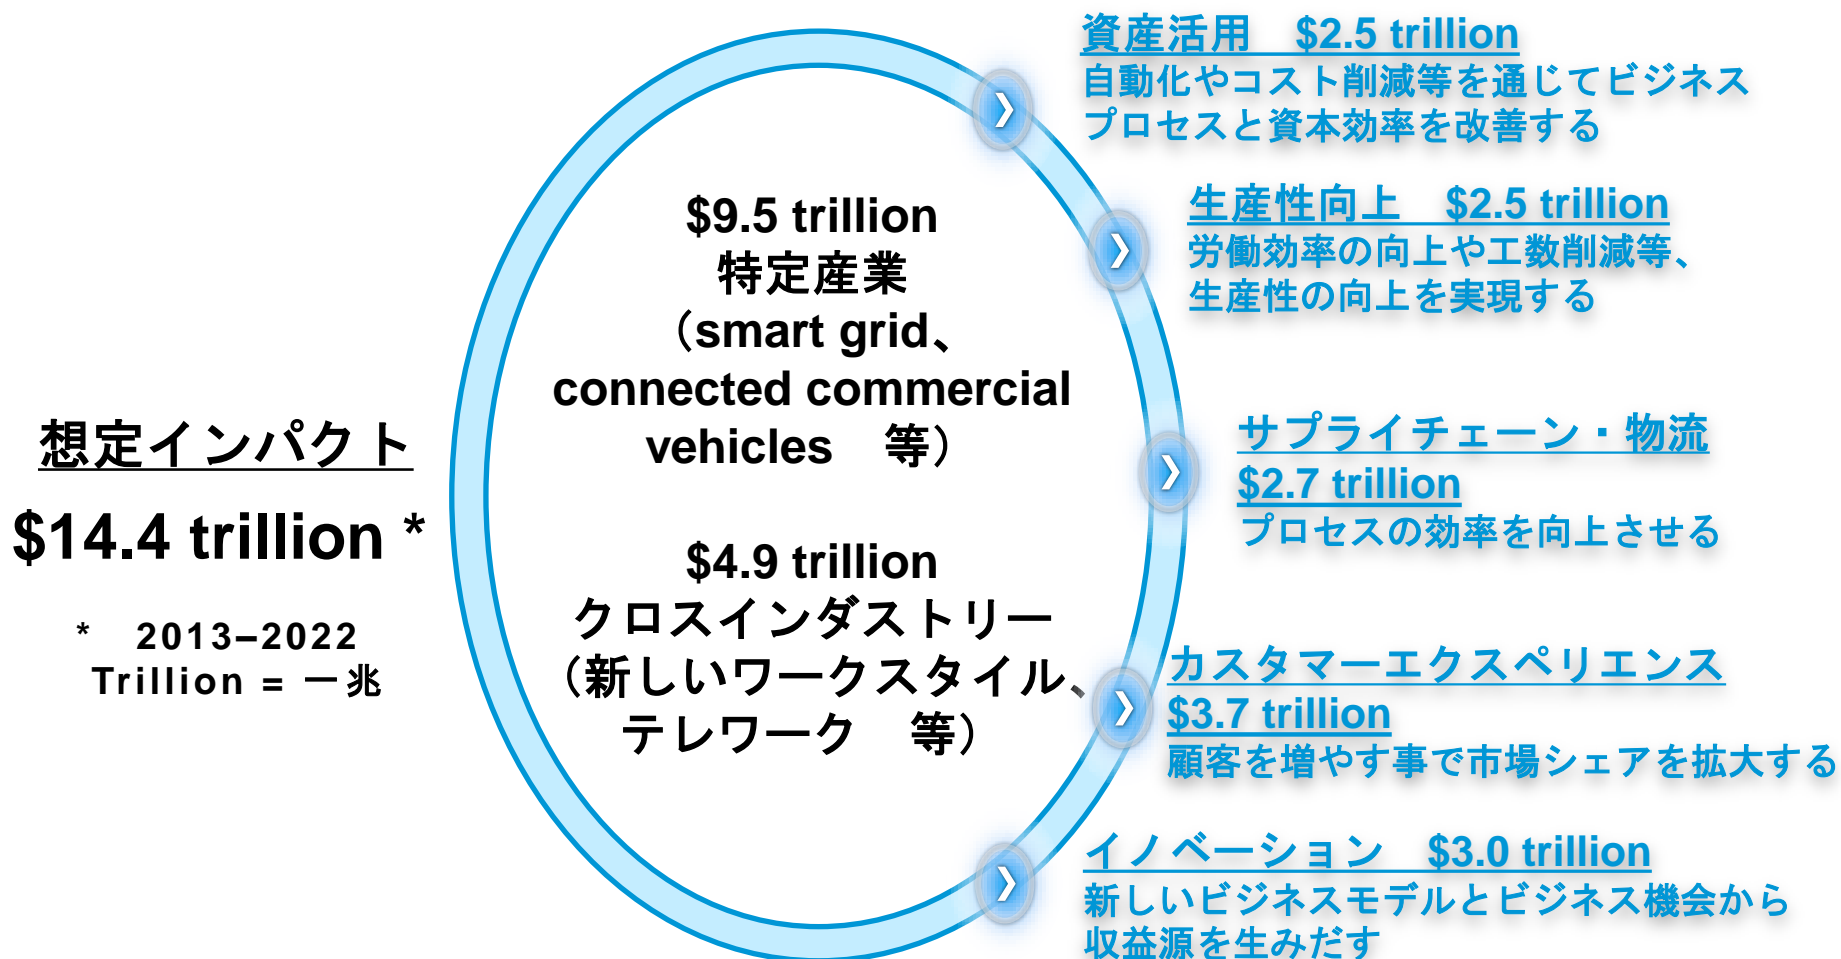 想定インパクト
$14.4 trillion *
*　2013–2022
Trillion = 一兆
$9.5 trillion
特定産業
（smart grid、
connected commercial
vehicles　等）
$4.9 trillion
クロスインダストリー
（新しいワークスタイル、
テレワーク　等）
資産活用　$2.5 trillion
自動化やコスト削減等を通じてビジネス
プロセスと資本効率を改善する
生産性向上　$2.5 trillion
労働効率の向上や工数削減等、
生産性の向上を実現する
サプライチェーン・物流
$2.7 trillion
プロセスの効率を向上させる
カスタマーエクスペリエンス
$3.7 trillion
顧客を増やす事で市場シェアを拡大する
イノベーション　$3.0 trillion
新しいビジネスモデルとビジネス機会から
収益源を生みだす